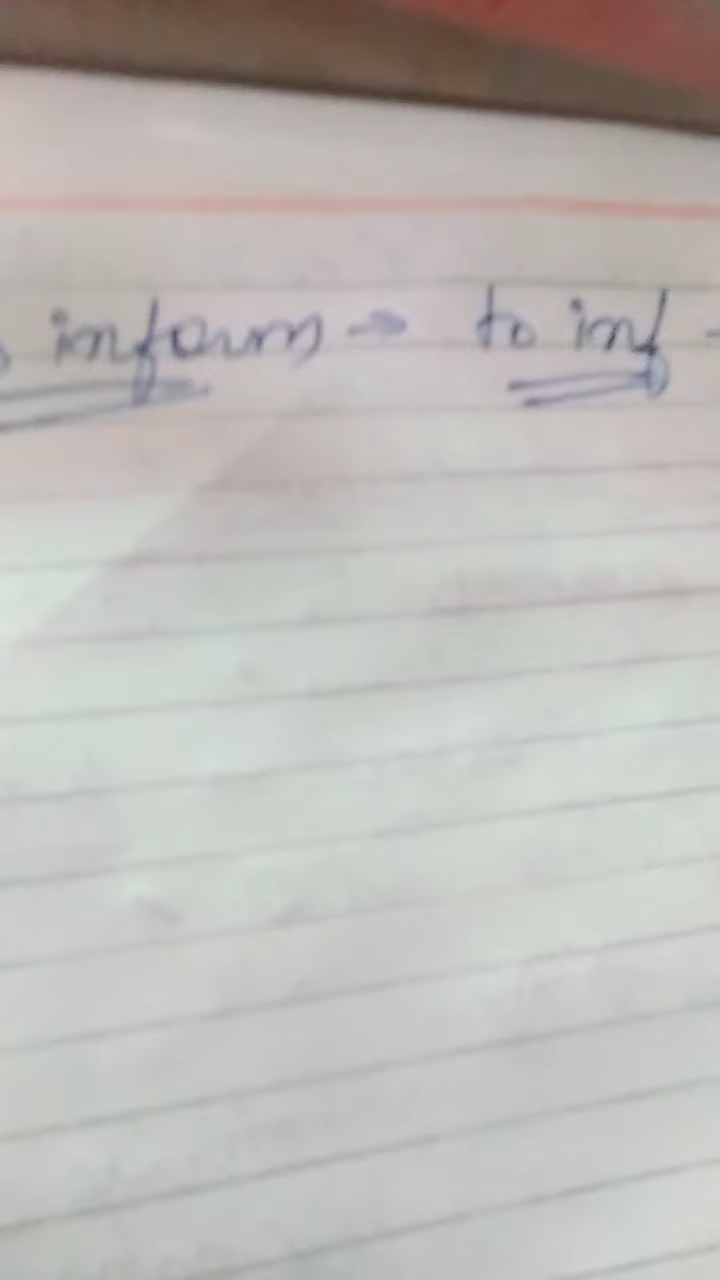 inform → to inf -